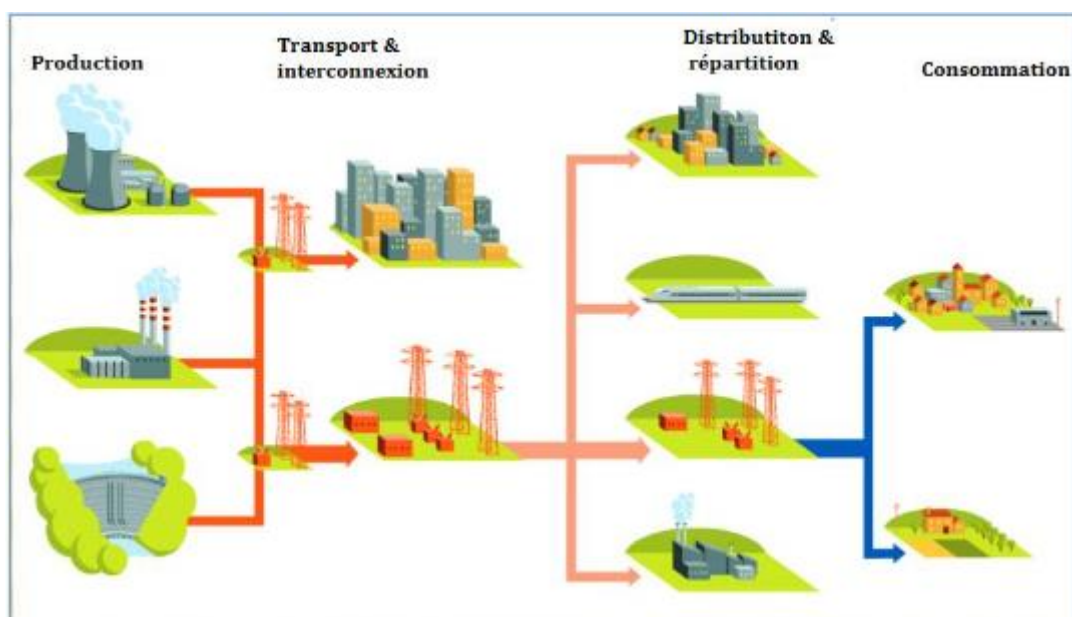 Production
Transport &
interconnexion
Distributiton &
répartition
Consommation